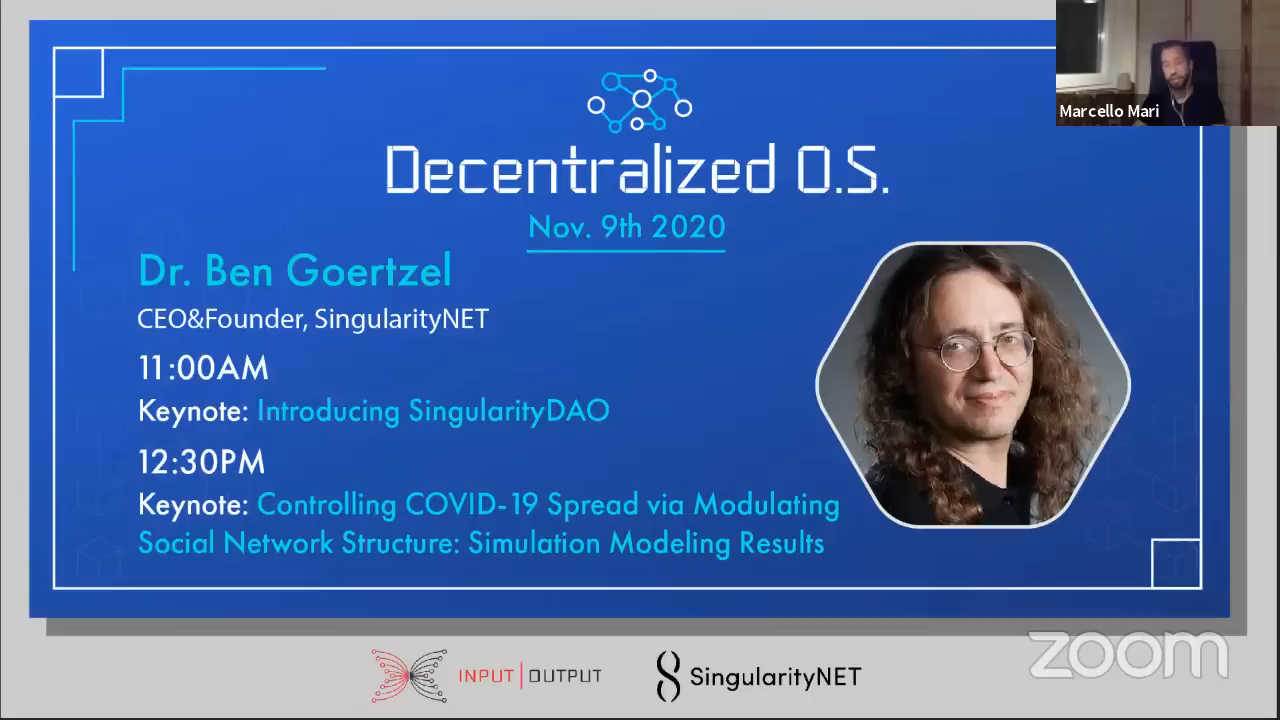 Marcello Mari
Decentralized O.S.
Nov. 9th 2020
Dr. Ben Goertzel
CEO&Founder, SingularityNET
11:00AM
Keynote: Introducing SingularityDAO
12:30PM
Keynote: Controlling COVID-19 Spread via Modulating
Social Network Structure: Simulation Modeling Results
INPUT|OUTPUT
SingularityNET
zoom